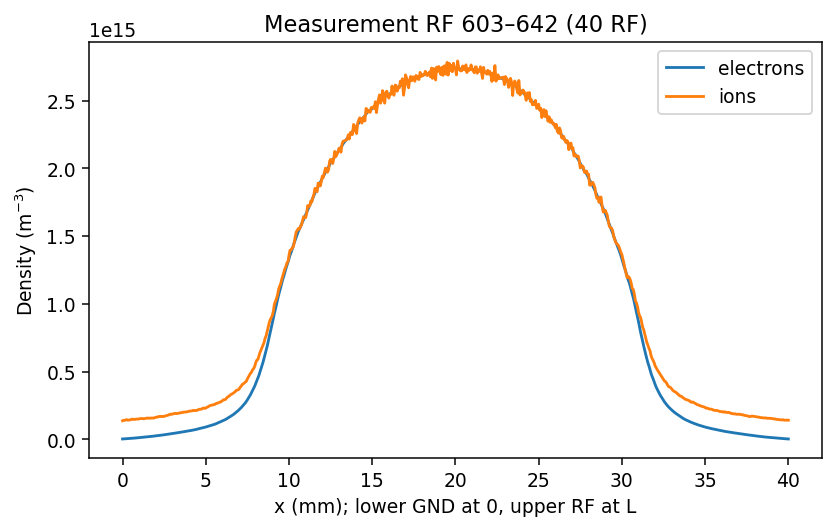 Measurement RF 603–642 (40 RF)
1e15
electrons
ions
2.5
2.0
1.5
1.0
0.5
0.0
Density (m⁻³)
0 5 10 15 20 25 30 35 40
x (mm); lower GND at 0, upper RF at L